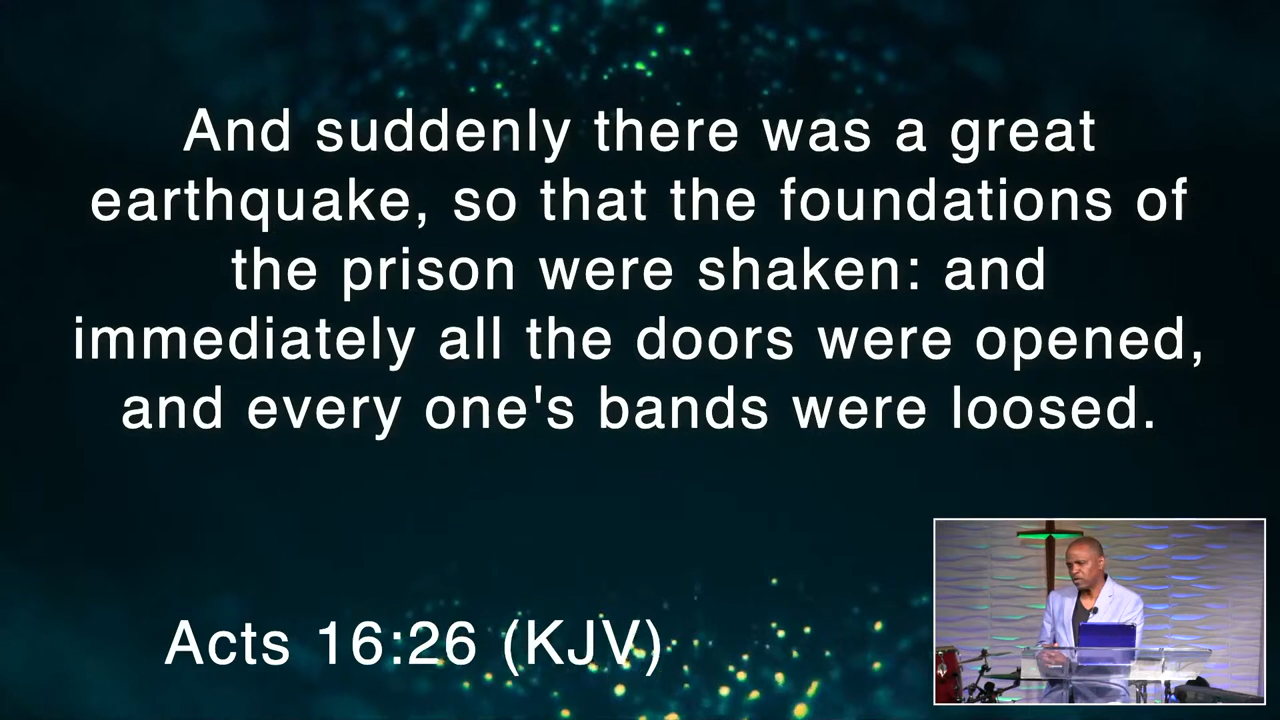 And suddenly there was a great
earthquake, so that the foundations of
the prison were shaken: and
immediately all the doors were opened,
and every one's bands were loosed.
Acts 16:26 (KJV)